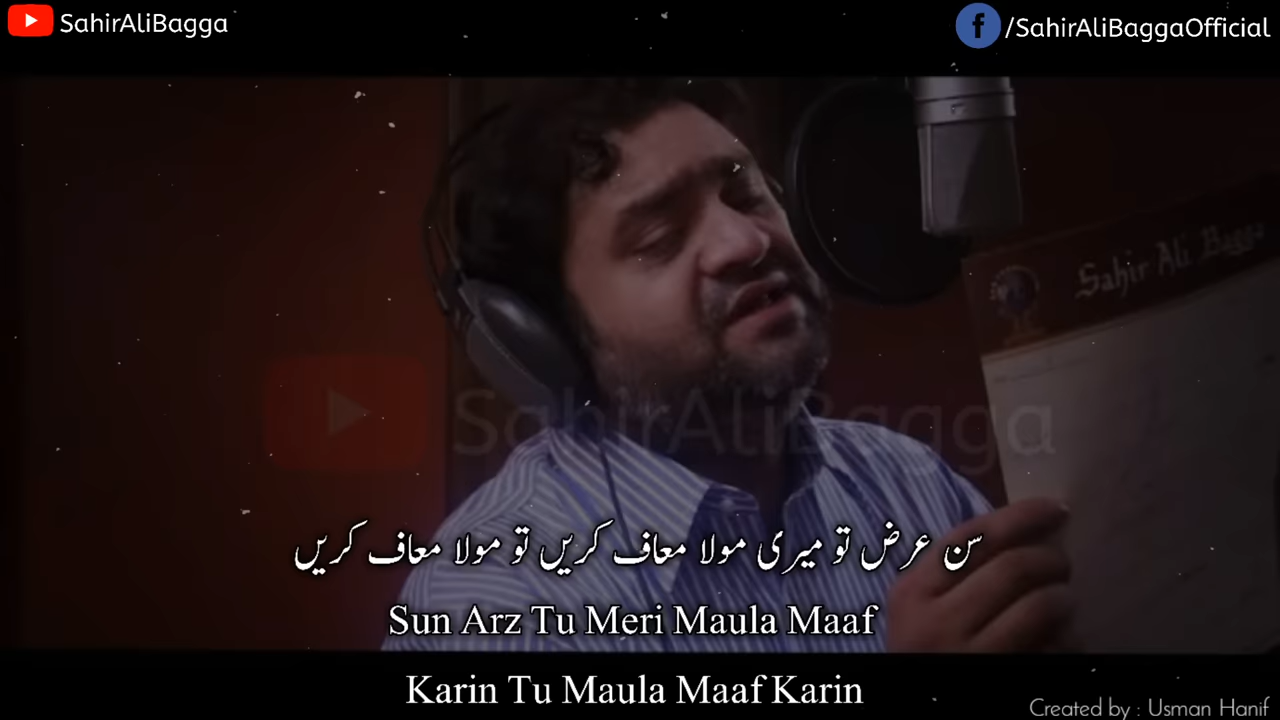 SahirAliBagga
/SahirAliBaggaOfficial
Sahir Ali Bagga
SahirAliBagga
سن عرض تو میری مولا معاف کریں تو مولا معاف کریں
Sun Arz Tu Meri Maula Maaf
Karin Tu Maula Maaf Karin
Created by : Usman Hanif